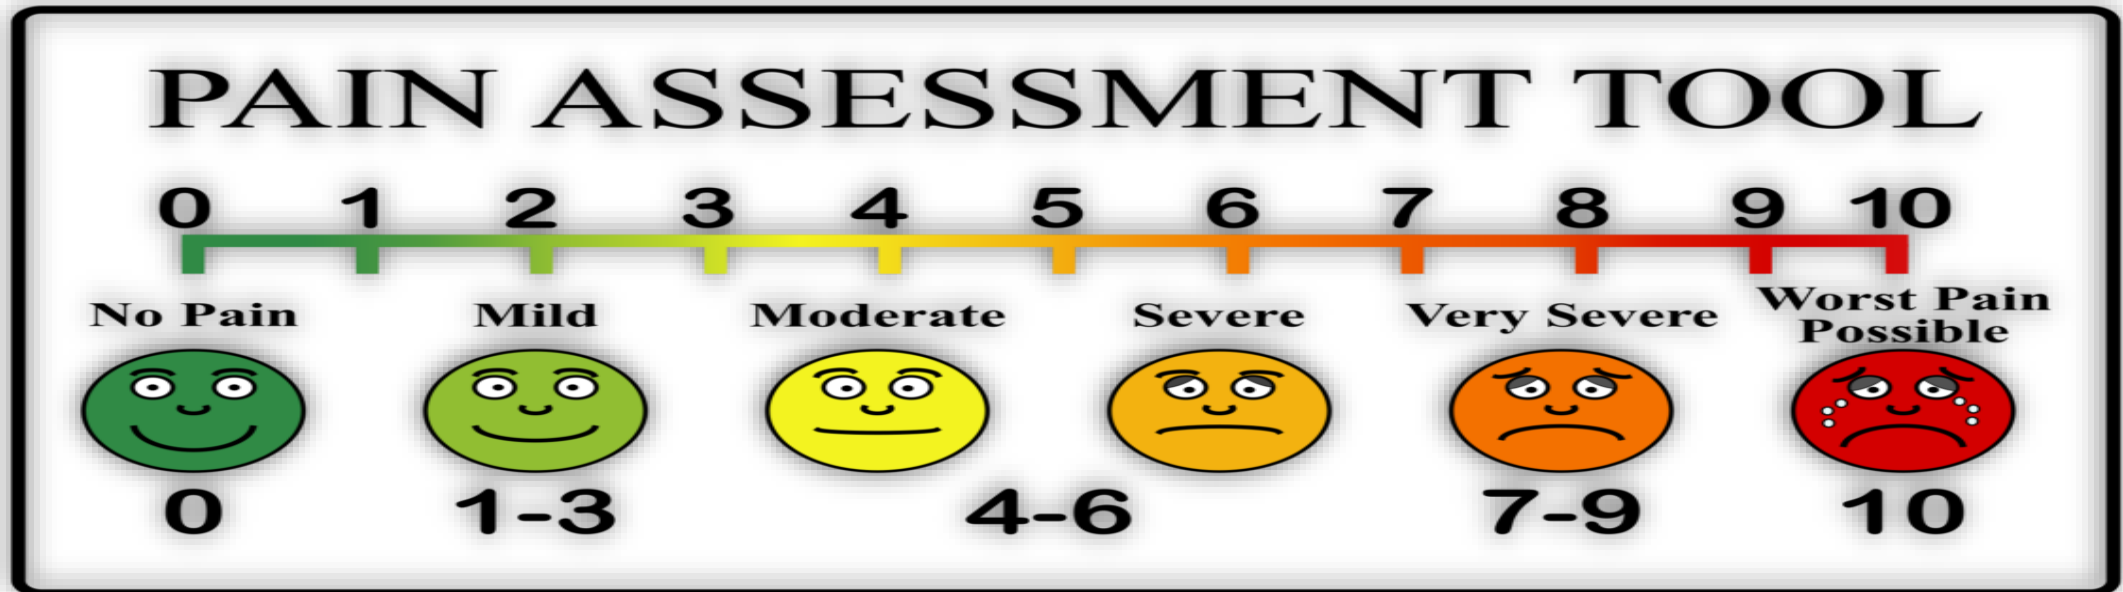 PAIN ASSESSMENT TOOL
0 1 2 3 4 5 6 7 8 9 10
No Pain Mild Moderate Severe Very Severe Worst Pain
Possible
0 1-3 4-6 7-9 10